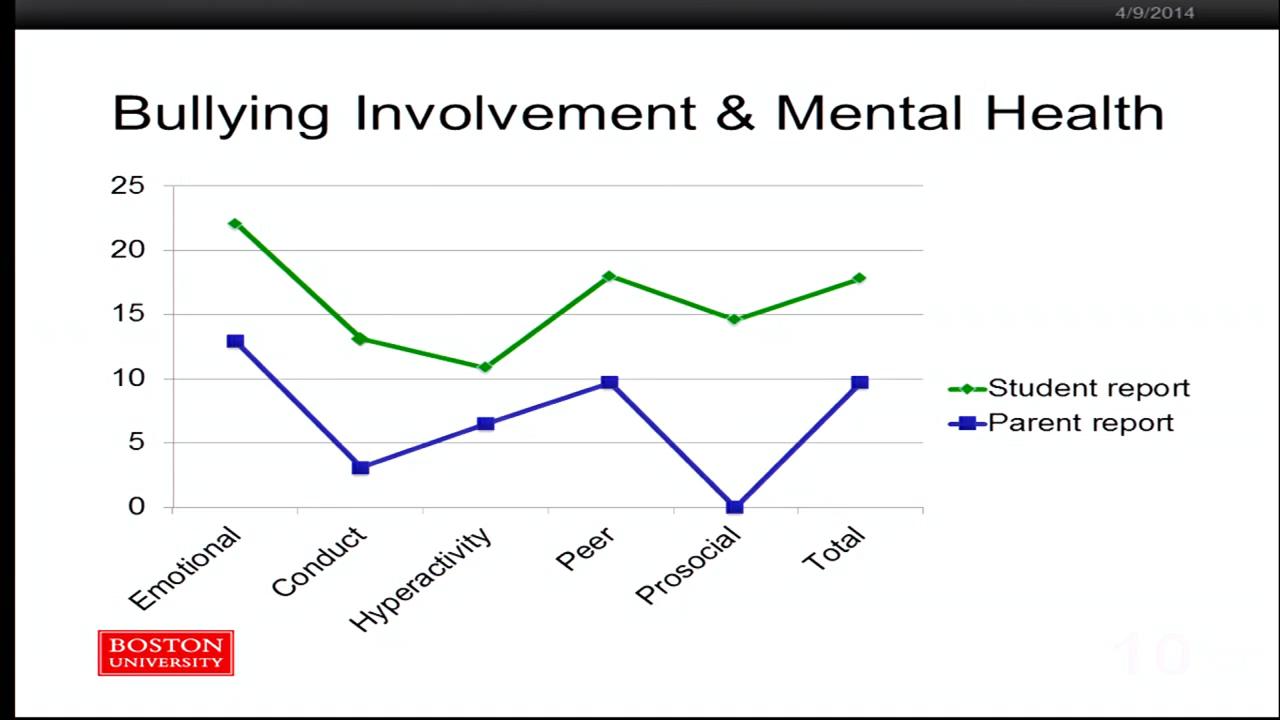 4/9/2014
Bullying Involvement & Mental Health
25
20
15
10
5
0
Emotional
Conduct
Hyperactivity
Peer
Prosocial
Total
Student report
Parent report
BOSTON
UNIVERSITY
10